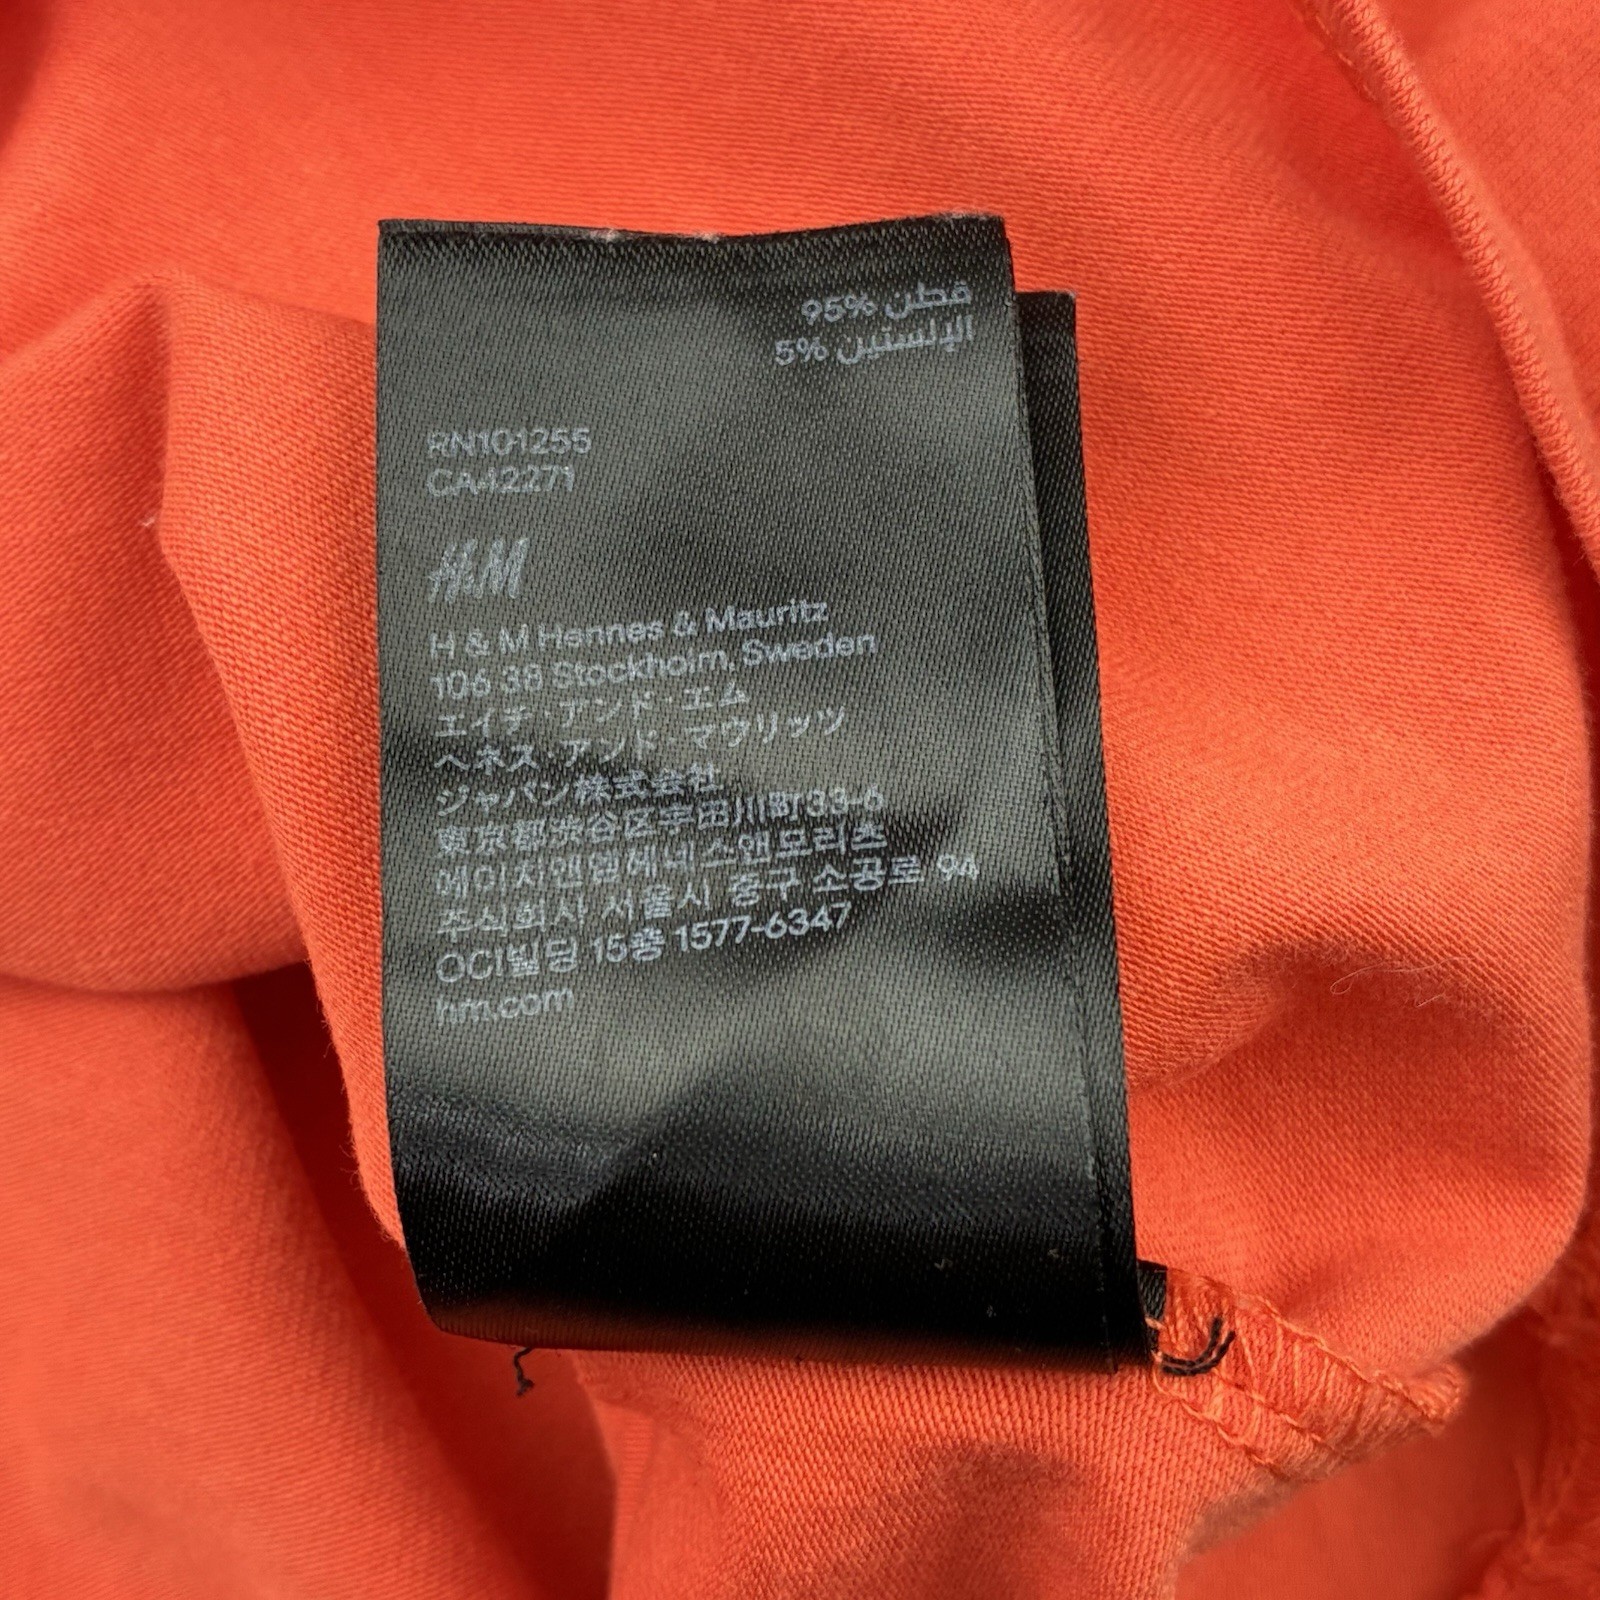 قطن 95%
الإلستين 5%
RN101255
CA42271
H&M
H & M Hennes & Mauritz
106 38 Stockholm, Sweden
エイチ・アンド・エム
ヘネス・アンド・マウリッツ
ジャパン株式会社
東京都渋谷区宇田川町33-6
에이치앤엠헤네스앤모리츠
주식회사 서울시 중구 소공로 94
OCI빌딩 15층 1577-6347
hm.com